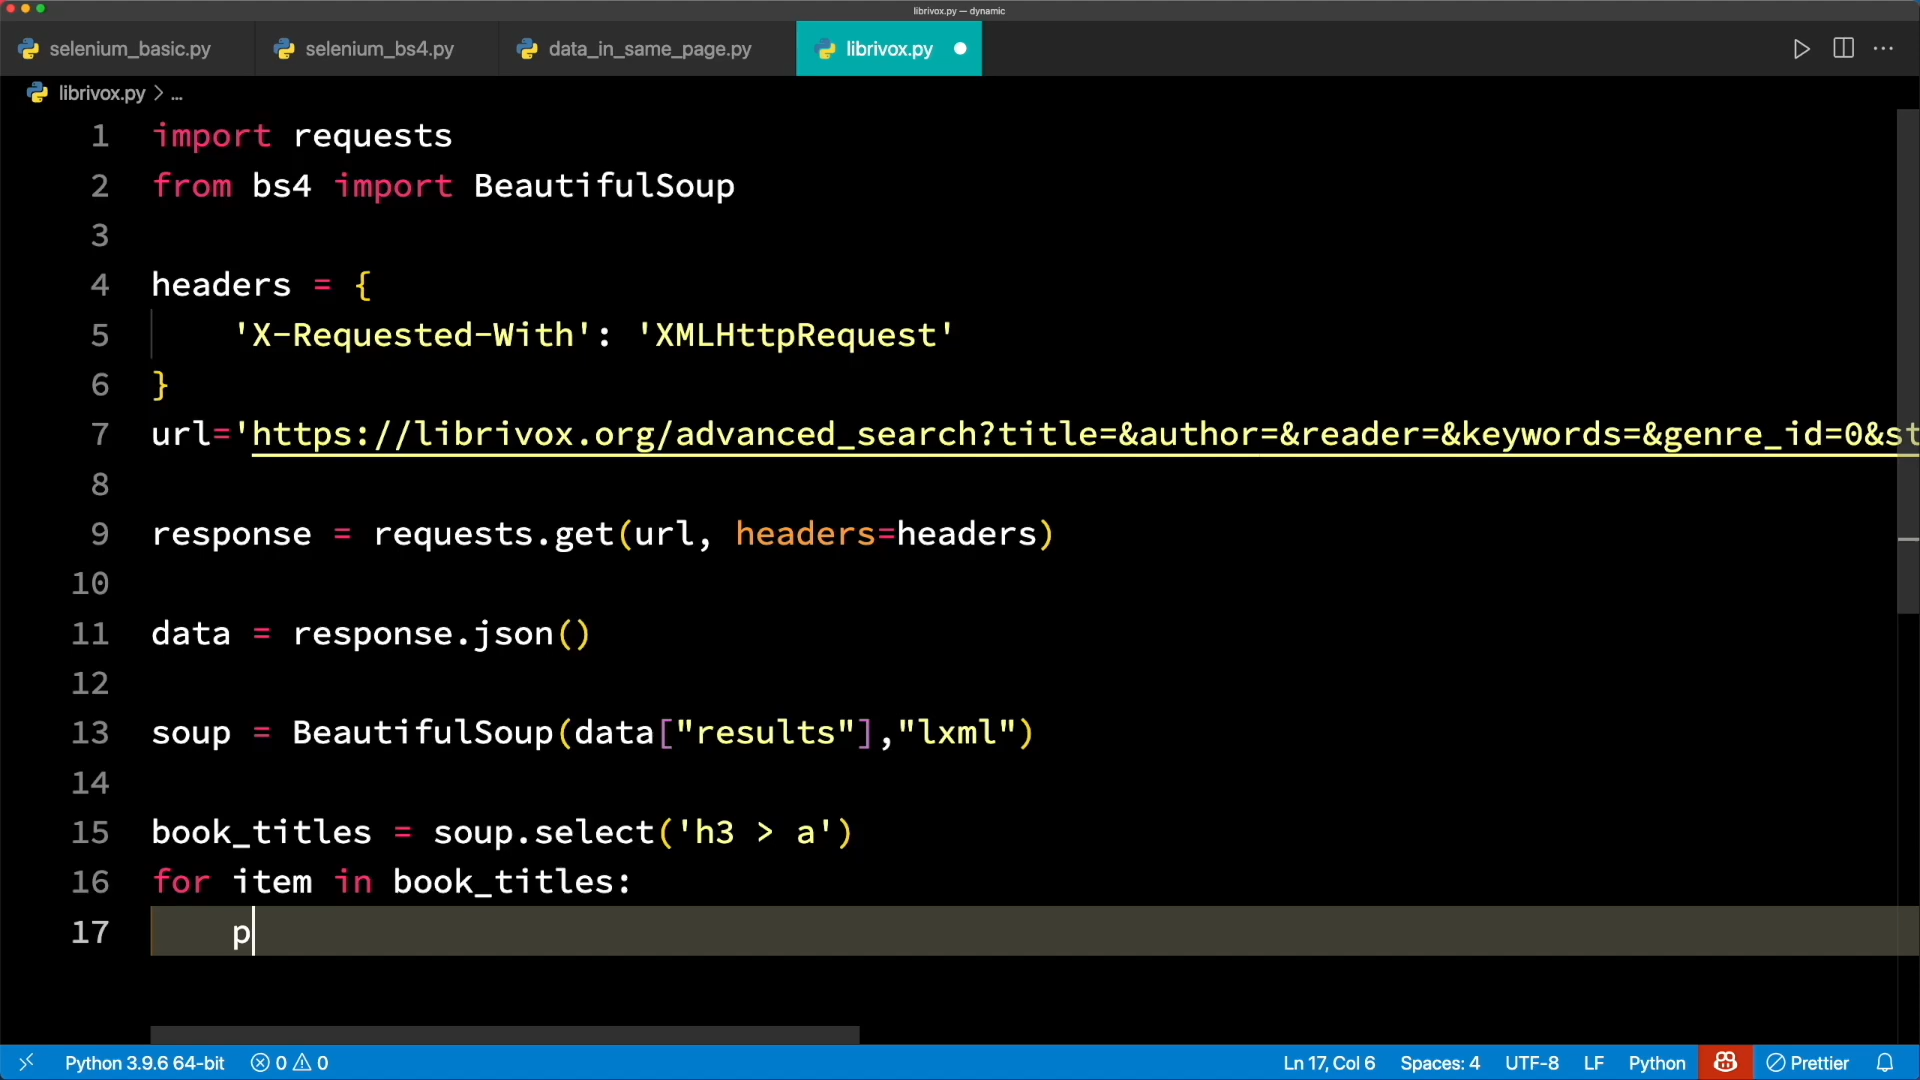 librivox.py — dynamic
selenium_basic.py selenium_bs4.py data_in_same_page.py librivox.py
librivox.py > ...
1 import requests
2 from bs4 import BeautifulSoup
3
4 headers = {
5 'X-Requested-With': 'XMLHttpRequest'
6 }
7 url='https://librivox.org/advanced_search?title=&author=&reader=&keywords=&genre_id=0&st
8
9 response = requests.get(url, headers=headers)
10
11 data = response.json()
12
13 soup = BeautifulSoup(data["results"],"lxml")
14
15 book_titles = soup.select('h3 > a')
16 for item in book_titles:
17 p
Python 3.9.6 64-bit 0 0 Ln 17, Col 6 Spaces: 4 UTF-8 LF Python Prettier